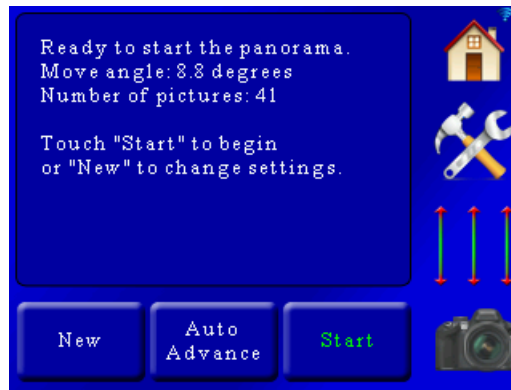 Ready to start the panorama.
Move angle: 8.8 degrees
Number of pictures: 41
Touch "Start" to begin
or "New" to change settings.
New
Auto
Advance
Start